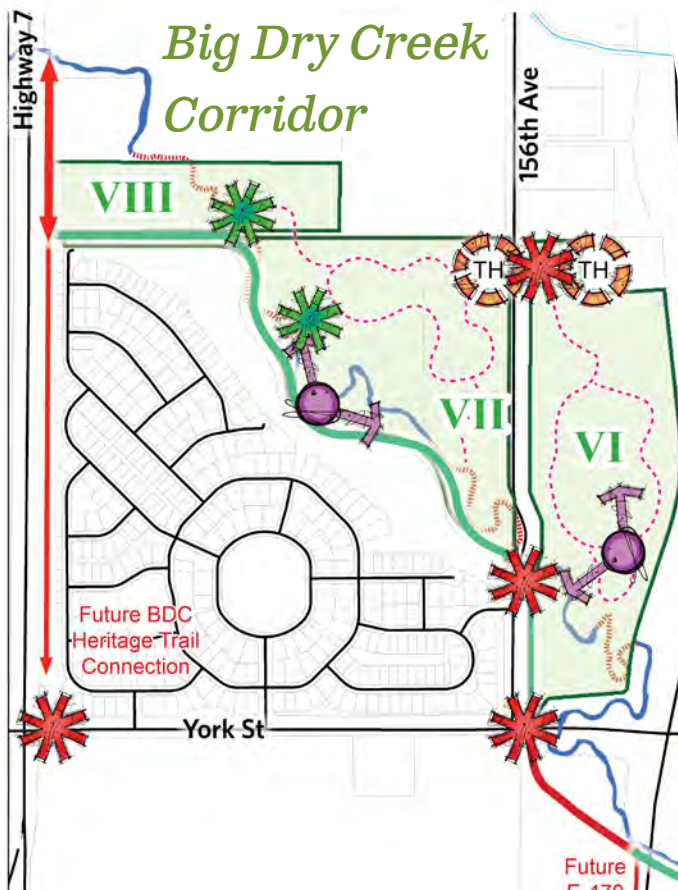 Big Dry Creek
Corridor
Highway 7
156th Ave
VIII
TH
TH
VII
VI
Future BDC
Heritage Trail
Connection
York St
Future